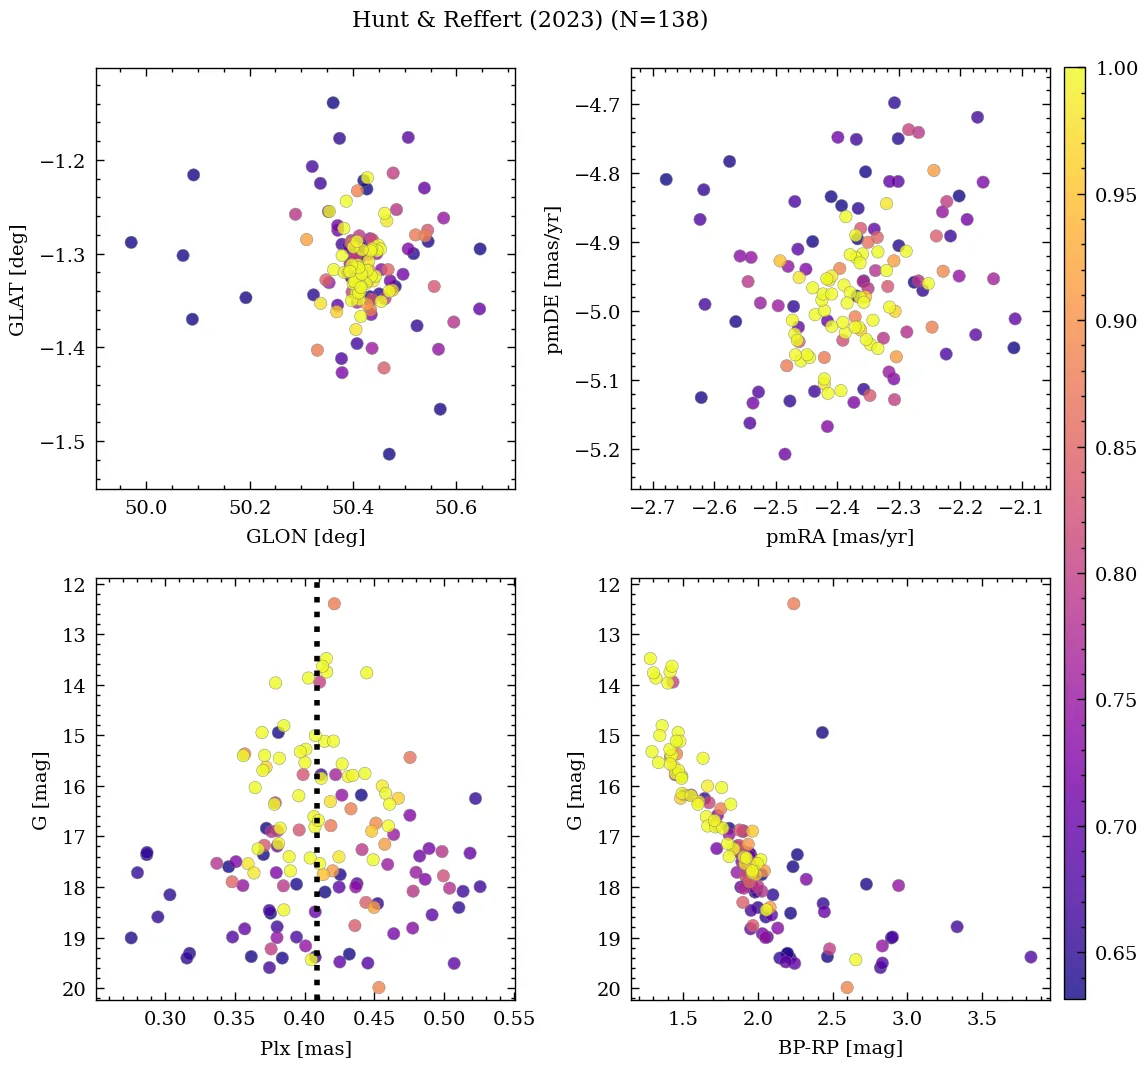 Hunt & Reffert (2023) (N=138)
−1.2
−1.3
−1.4
−1.5
GLAT [deg]
50.0 50.2 50.4 50.6
GLON [deg]
−4.7
−4.8
−4.9
−5.0
−5.1
−5.2
pmDE [mas/yr]
−2.7 −2.6 −2.5 −2.4 −2.3 −2.2 −2.1
pmRA [mas/yr]
12
13
14
15
16
17
18
19
20
G [mag]
0.30 0.35 0.40 0.45 0.50 0.55
Plx [mas]
12
13
14
15
16
17
18
19
20
G [mag]
1.5 2.0 2.5 3.0 3.5
BP-RP [mag]
1.00
0.95
0.90
0.85
0.80
0.75
0.70
0.65